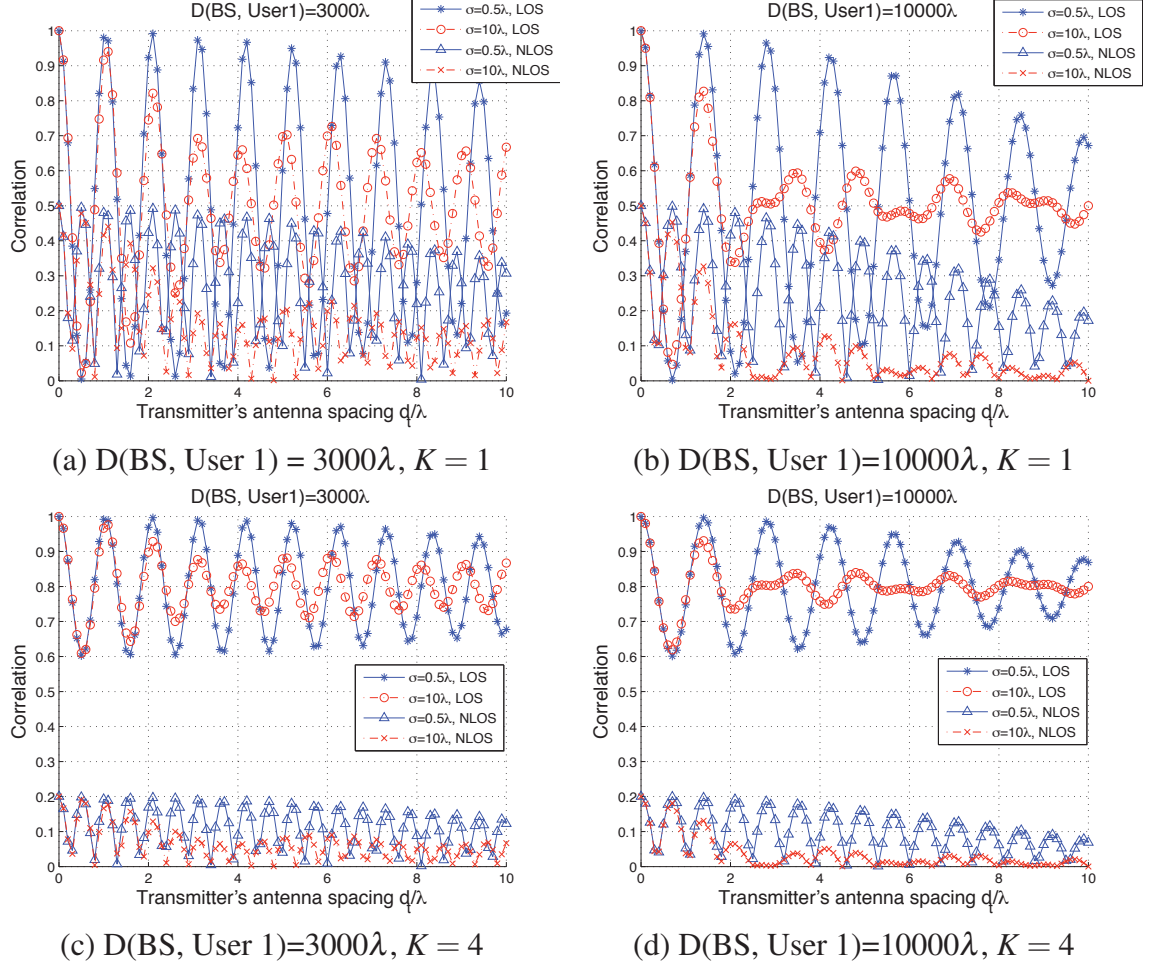 D(BS, User1)=3000λ
σ=0.5λ, LOS
σ=10λ, LOS
σ=0.5λ, NLOS
σ=10λ, NLOS
1
0.9
0.8
0.7
0.6
0.5
0.4
0.3
0.2
0.1
0
Correlation
0 2 4 6 8 10
Transmitter's antenna spacing dt/λ
(a) D(BS, User 1) = 3000λ, K = 1
D(BS, User1)=10000λ
σ=0.5λ, LOS
σ=10λ, LOS
σ=0.5λ, NLOS
σ=10λ, NLOS
1
0.9
0.8
0.7
0.6
0.5
0.4
0.3
0.2
0.1
0
Correlation
0 2 4 6 8 10
Transmitter's antenna spacing dt/λ
(b) D(BS, User 1)=10000λ, K = 1
D(BS, User1)=3000λ
1
0.9
0.8
0.7
0.6
0.5
0.4
0.3
0.2
0.1
0
Correlation
σ=0.5λ, LOS
σ=10λ, LOS
σ=0.5λ, NLOS
σ=10λ, NLOS
0 2 4 6 8 10
Transmitter's antenna spacing dt/λ
(c) D(BS, User 1)=3000λ, K = 4
D(BS, User1)=10000λ
1
0.9
0.8
0.7
0.6
0.5
0.4
0.3
0.2
0.1
0
Correlation
σ=0.5λ, LOS
σ=10λ, LOS
σ=0.5λ, NLOS
σ=10λ, NLOS
0 2 4 6 8 10
Transmitter's antenna spacing dt/λ
(d) D(BS, User 1)=10000λ, K = 4